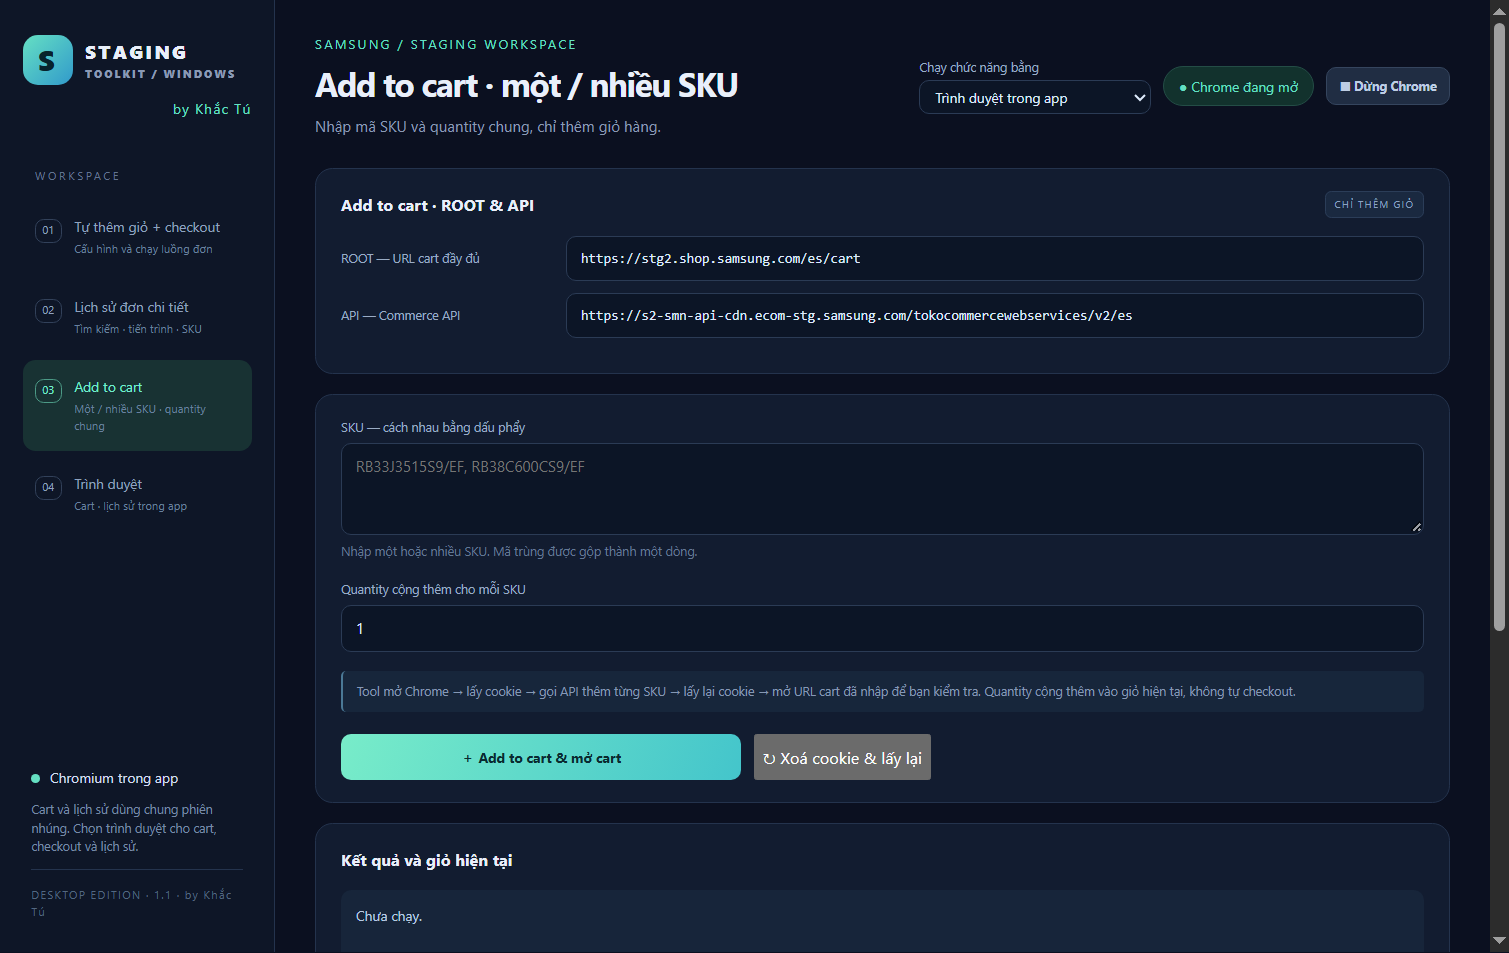 S
STAGING
TOOLKIT / WINDOWS
by Khắc Tú
WORKSPACE
01
Tự thêm giỏ + checkout
Cấu hình và chạy luồng đơn
02
Lịch sử đơn chi tiết
Tìm kiếm · tiến trình · SKU
03
Add to cart
Một / nhiều SKU · quantity
chung
04
Trình duyệt
Cart · lịch sử trong app
Chromium trong app
Cart và lịch sử dùng chung phiên
nhúng. Chọn trình duyệt cho cart,
checkout và lịch sử.
DESKTOP EDITION · 1.1 · by Khắc
Tú
SAMSUNG / STAGING WORKSPACE
Add to cart · một / nhiều SKU
Nhập mã SKU và quantity chung, chỉ thêm giỏ hàng.
Chạy chức năng bằng
Trình duyệt trong app
● Chrome đang mở
■ Dừng Chrome
Add to cart · ROOT & API
CHỈ THÊM GIỎ
ROOT — URL cart đầy đủ
https://stg2.shop.samsung.com/es/cart
API — Commerce API
https://s2-smn-api-cdn.ecom-stg.samsung.com/tokocommercewebservices/v2/es
SKU — cách nhau bằng dấu phẩy
RB33J3515S9/EF, RB38C600CS9/EF
Nhập một hoặc nhiều SKU. Mã trùng được gộp thành một dòng.
Quantity cộng thêm cho mỗi SKU
1
Tool mở Chrome → lấy cookie → gọi API thêm từng SKU → lấy lại cookie → mở URL cart đã nhập để bạn kiểm tra. Quantity cộng thêm vào giỏ hiện tại, không tự checkout.
+ Add to cart & mở cart
↻ Xoá cookie & lấy lại
Kết quả và giỏ hiện tại
Chưa chạy.